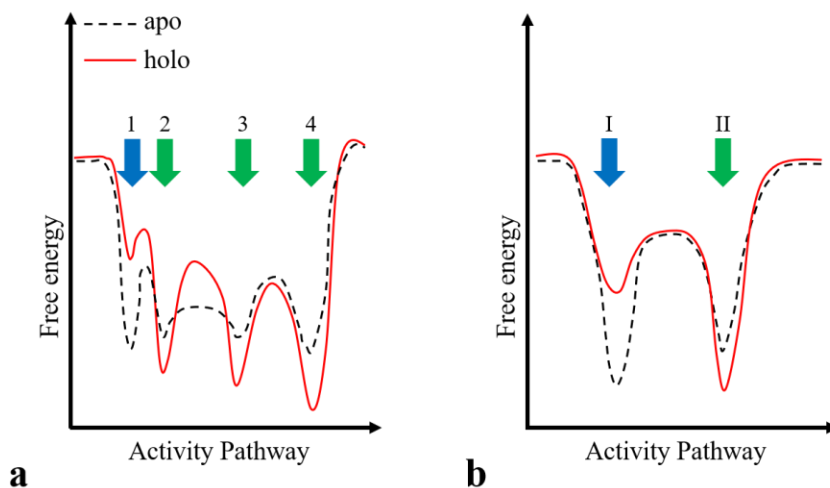 apo
holo
1 2 3 4
Free energy
Activity Pathway
a
I II
Free energy
Activity Pathway
b